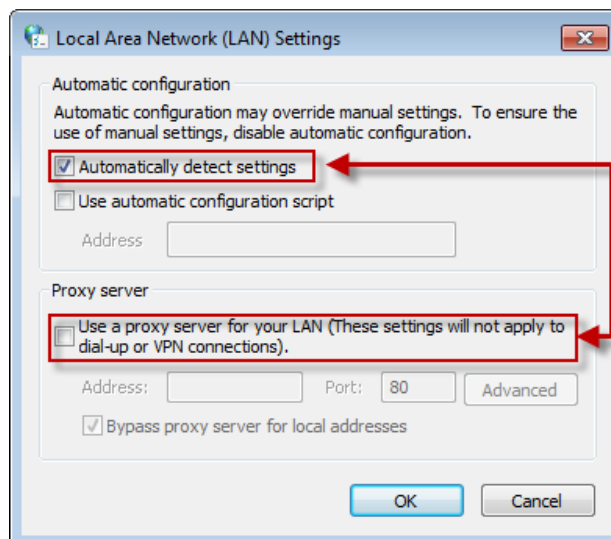 Local Area Network (LAN) Settings
Automatic configuration
Automatic configuration may override manual settings.  To ensure the
use of manual settings, disable automatic configuration.
Automatically detect settings
Use automatic configuration script
Address
Proxy server
Use a proxy server for your LAN (These settings will not apply to
dial-up or VPN connections).
Address:
Port:
80
Advanced
Bypass proxy server for local addresses
OK
Cancel